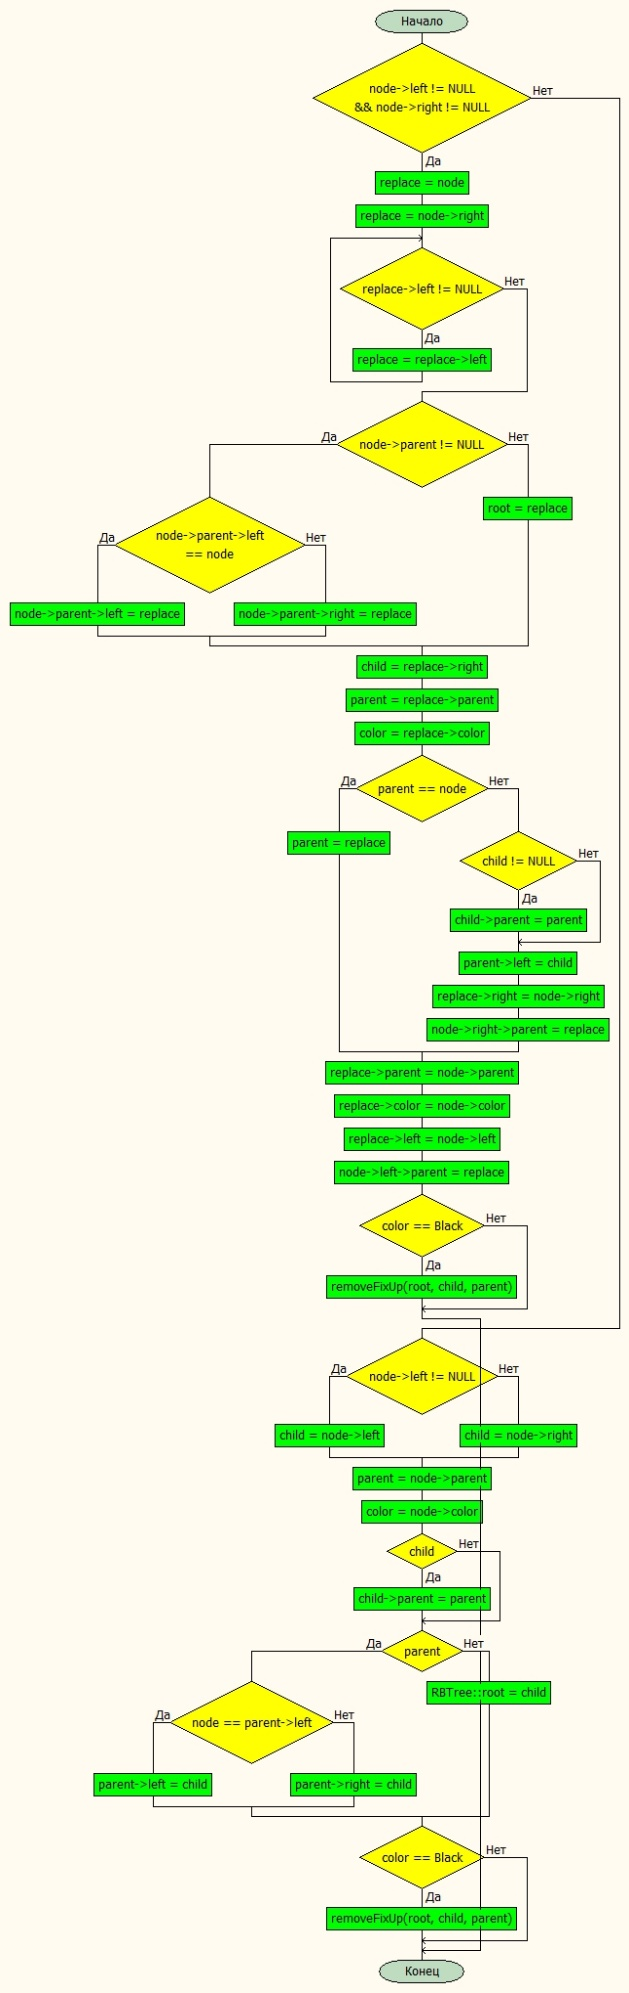 Начало
node->left != NULL
&& node->right != NULL
Нет
Да
replace = node
replace = node->right
replace->left != NULL
Нет
Да
replace = replace->left
Да
node->parent != NULL
Нет
root = replace
Да
node->parent->left
== node
Нет
node->parent->left = replace
node->parent->right = replace
child = replace->right
parent = replace->parent
color = replace->color
Да
parent == node
Нет
parent = replace
child != NULL
Нет
Да
child->parent = parent
parent->left = child
replace->right = node->right
node->right->parent = replace
replace->parent = node->parent
replace->color = node->color
replace->left = node->left
node->left->parent = replace
color == Black
Нет
Да
removeFixUp(root, child, parent)
Да
node->left != NULL
Нет
child = node->left
child = node->right
parent = node->parent
color = node->color
child
Нет
Да
child->parent = parent
Да
parent
Нет
RBTree::root = child
Да
node == parent->left
Нет
parent->left = child
parent->right = child
color == Black
Нет
Да
removeFixUp(root, child, parent)
Конец